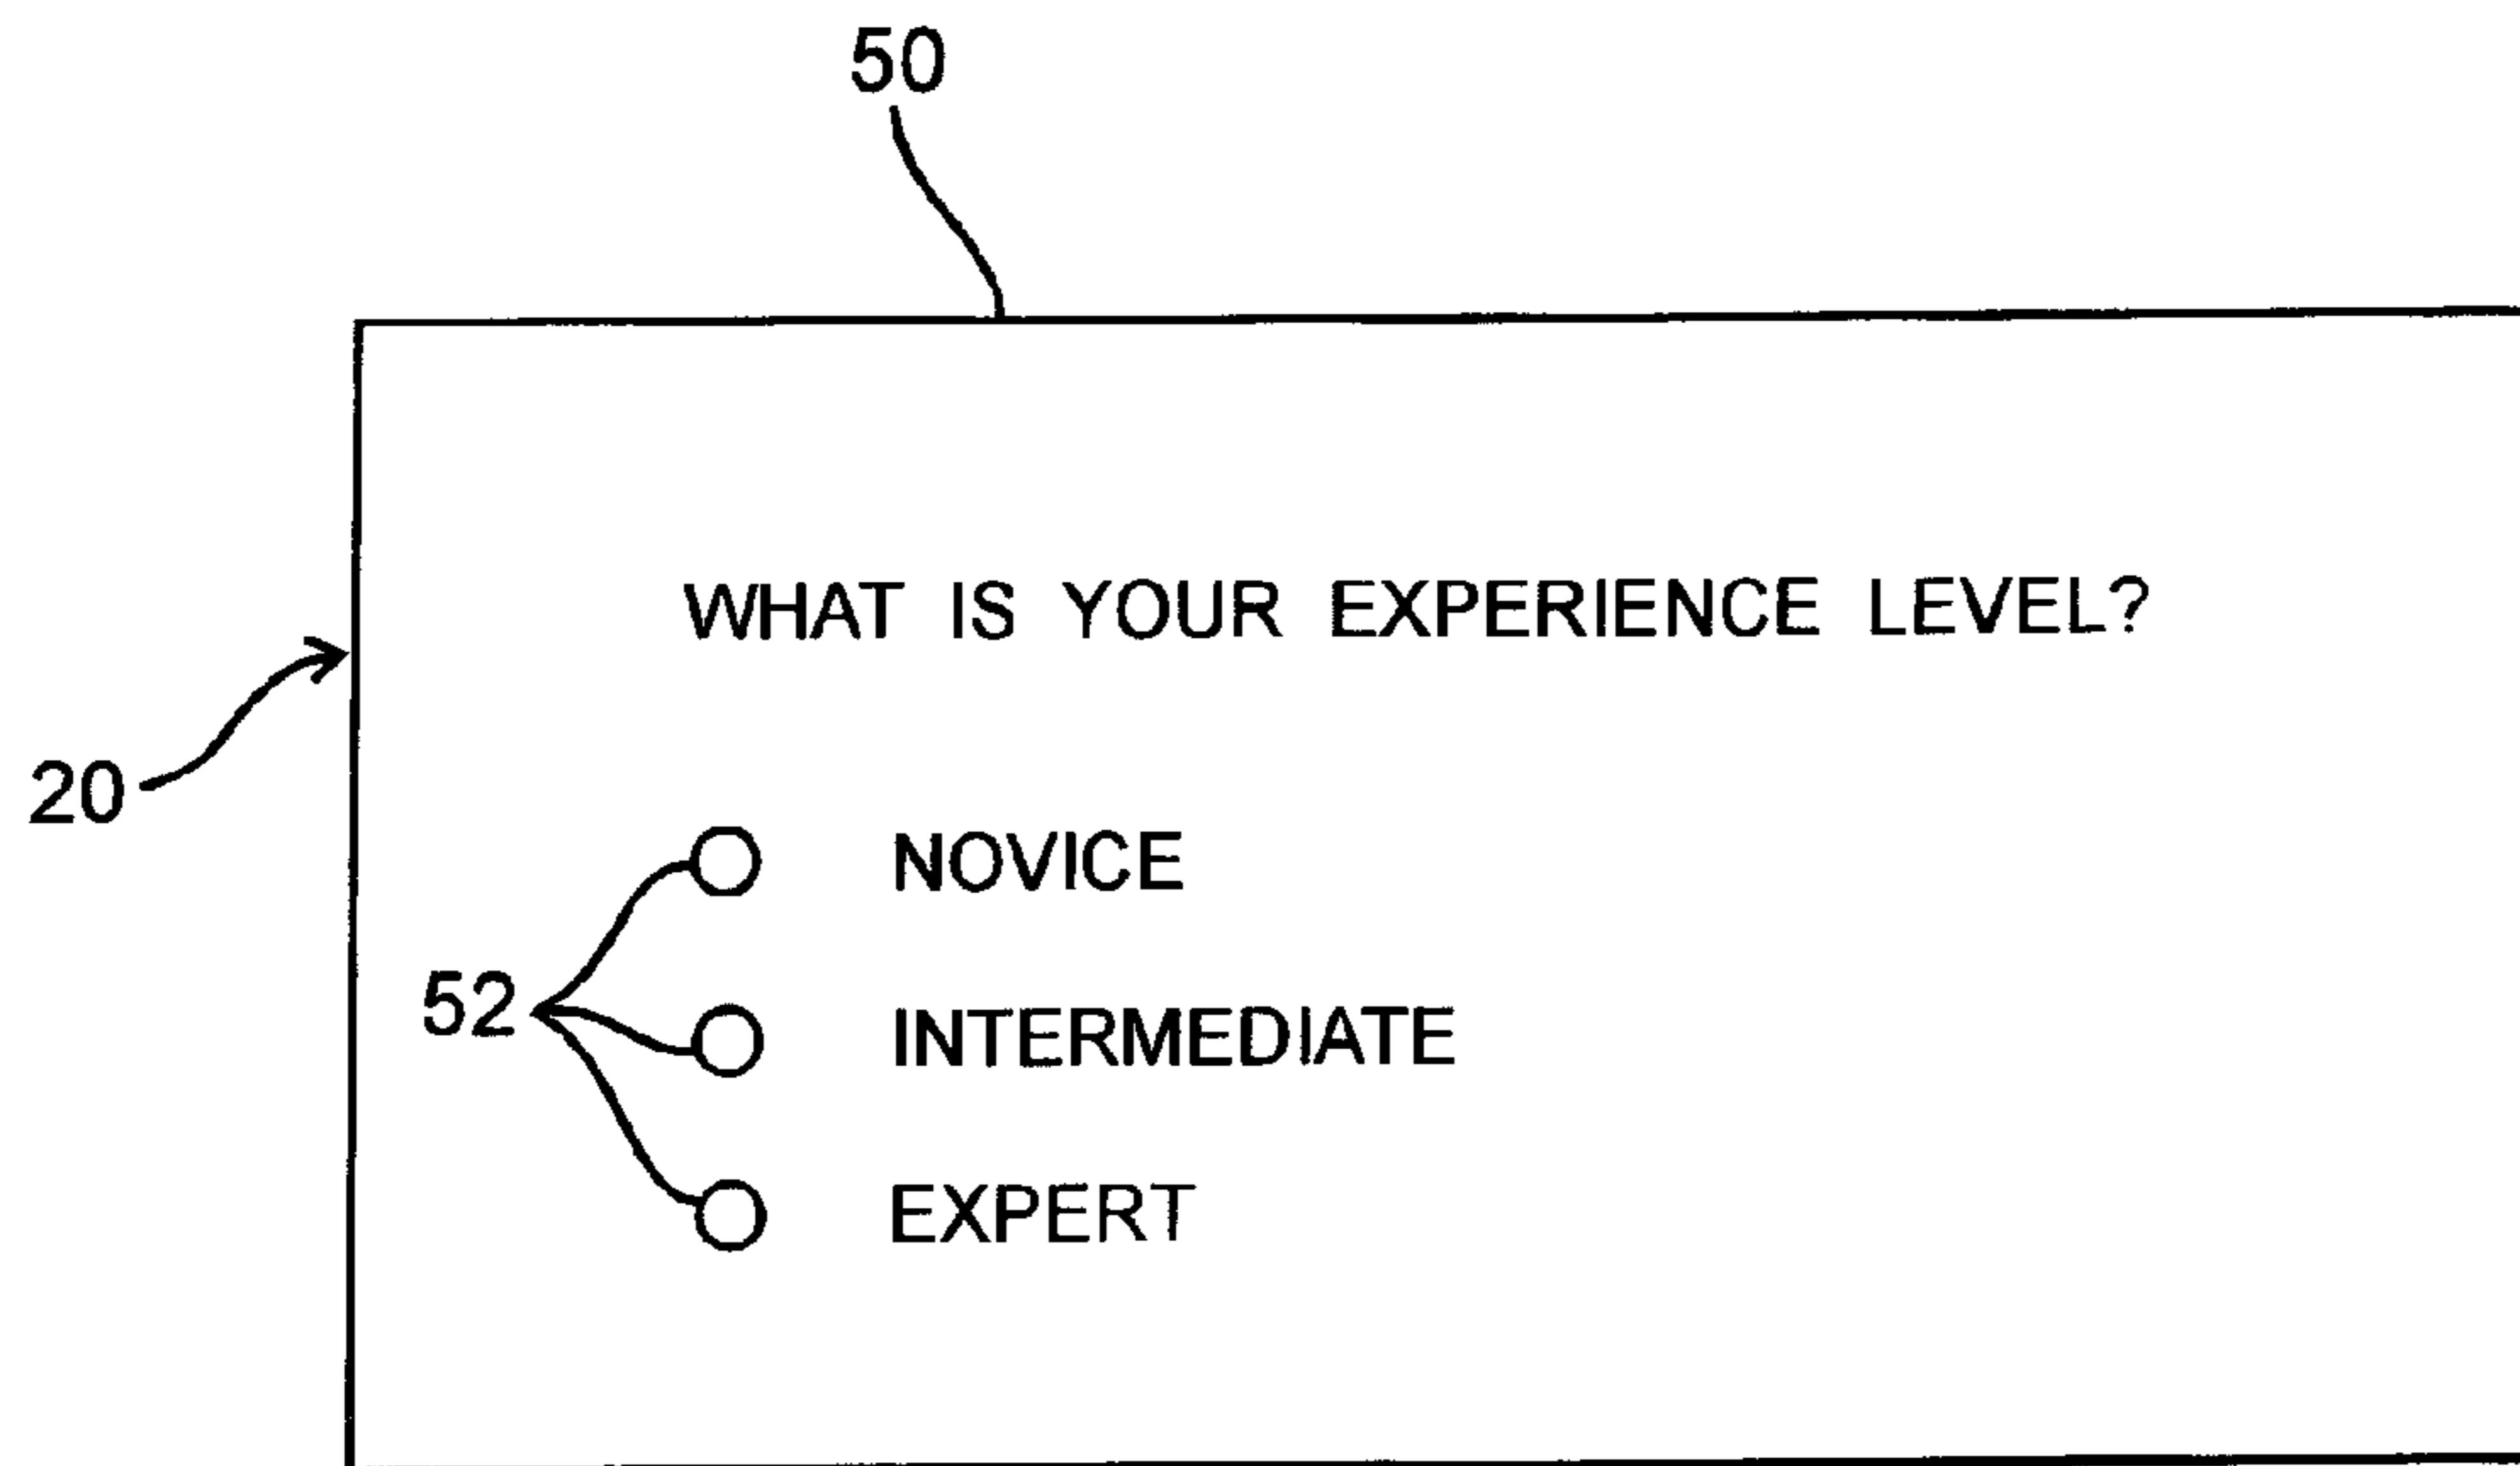 50
WHAT IS YOUR EXPERIENCE LEVEL?
20
NOVICE
52
INTERMEDIATE
EXPERT